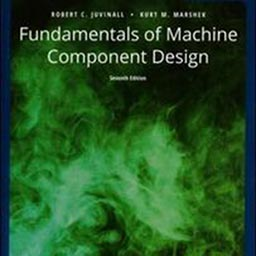 ROBERT C. JUVINALL • KURT M. MARSHEK
Fundamentals of Machine
Component Design
Seventh Edition